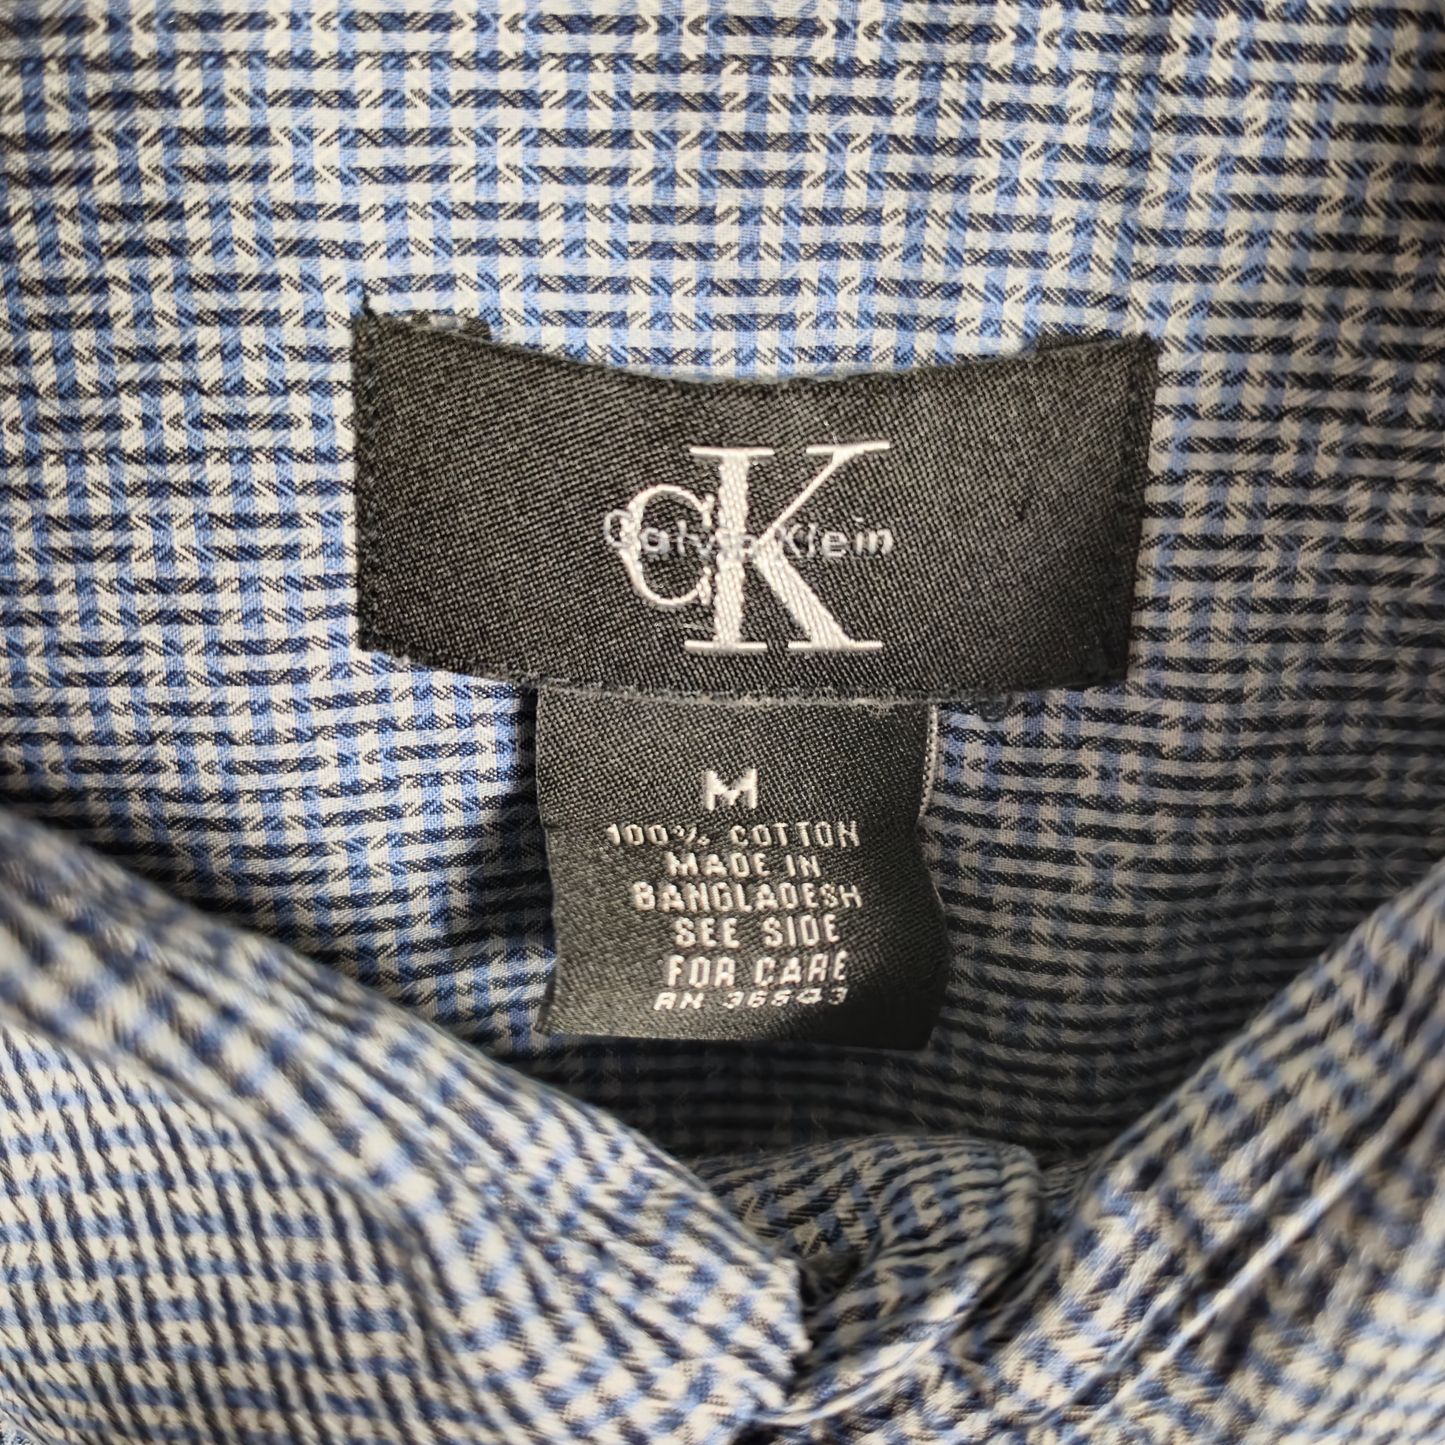 CK
Calvin Klein
M
100% COTTON
MADE IN
BANGLADESH
SEE SIDE
FOR CARE
RN 36543